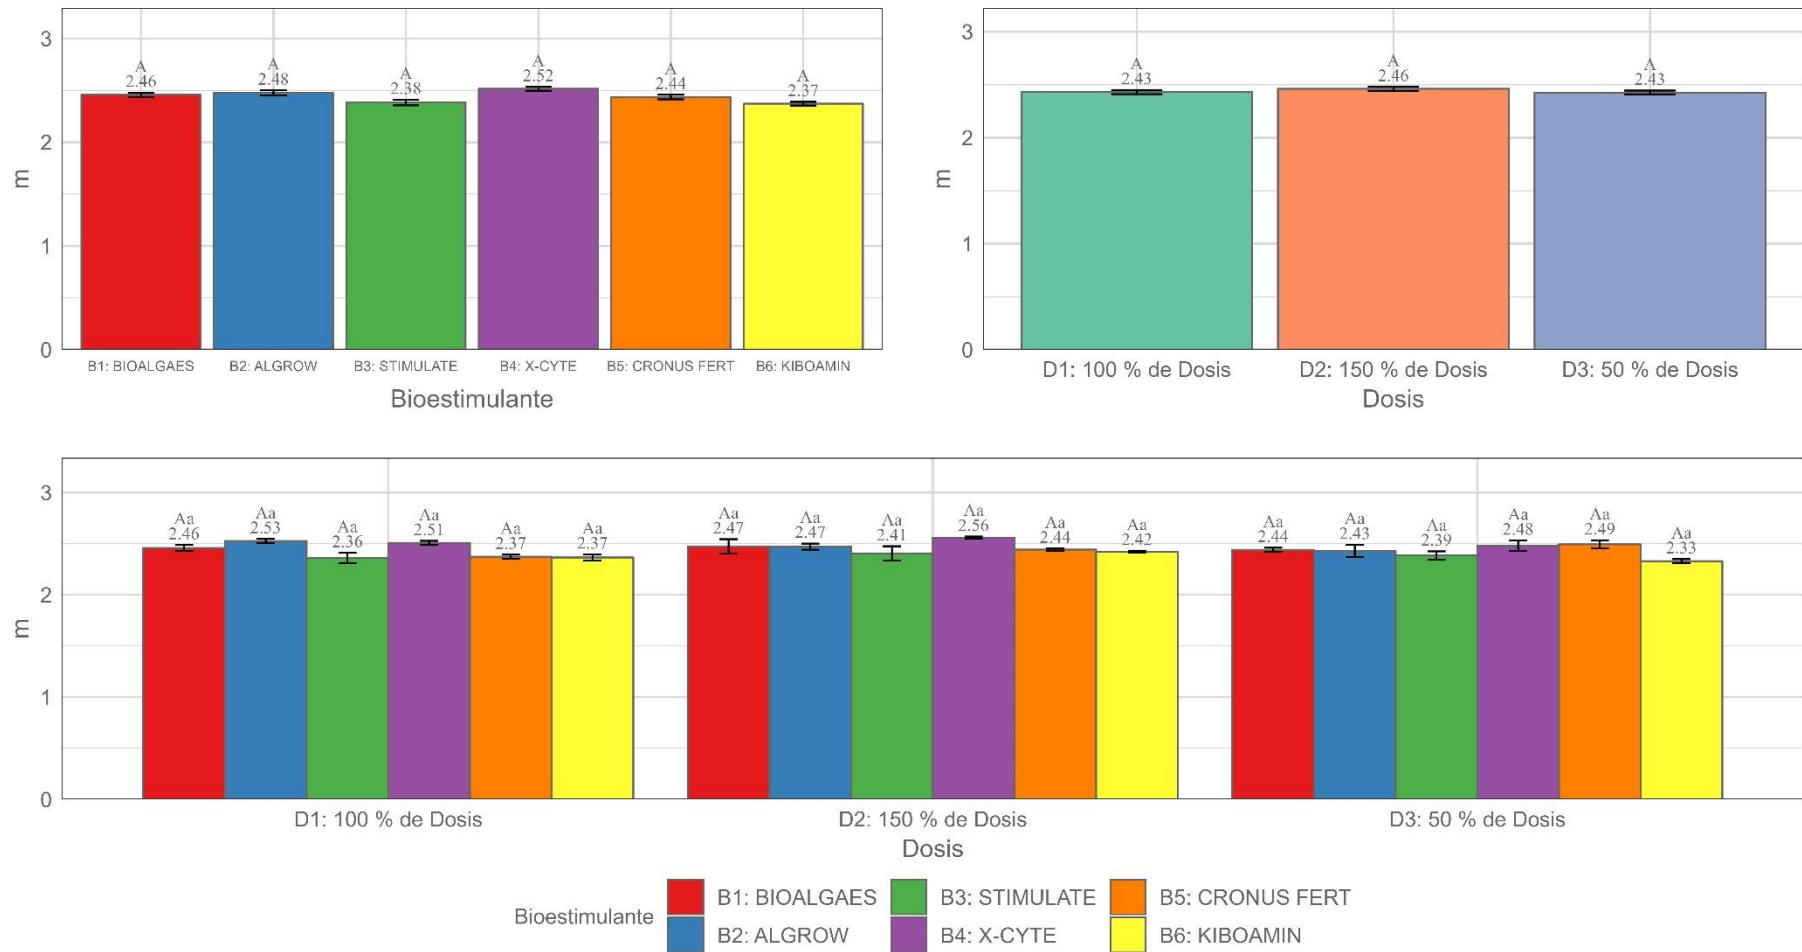 3
2
1
0
m
A
2.46
A
2.48
A
2.38
A
2.52
A
2.44
A
2.37
B1: BIOALGAES
B2: ALGROW
B3: STIMULATE
B4: X-CYTE
B5: CRONUS FERT
B6: KIBOAMIN
Bioestimulante
3
2
1
0
m
A
2.43
A
2.46
A
2.43
D1: 100 % de Dosis
D2: 150 % de Dosis
D3: 50 % de Dosis
Dosis
3
2
1
0
m
Aa
2.46
Aa
2.53
Aa
2.36
Aa
2.51
Aa
2.37
Aa
2.37
Aa
2.47
Aa
2.47
Aa
2.41
Aa
2.56
Aa
2.44
Aa
2.42
Aa
2.44
Aa
2.43
Aa
2.39
Aa
2.48
Aa
2.49
Aa
2.33
D1: 100 % de Dosis
D2: 150 % de Dosis
D3: 50 % de Dosis
Dosis
Bioestimulante
B1: BIOALGAES
B2: ALGROW
B3: STIMULATE
B4: X-CYTE
B5: CRONUS FERT
B6: KIBOAMIN